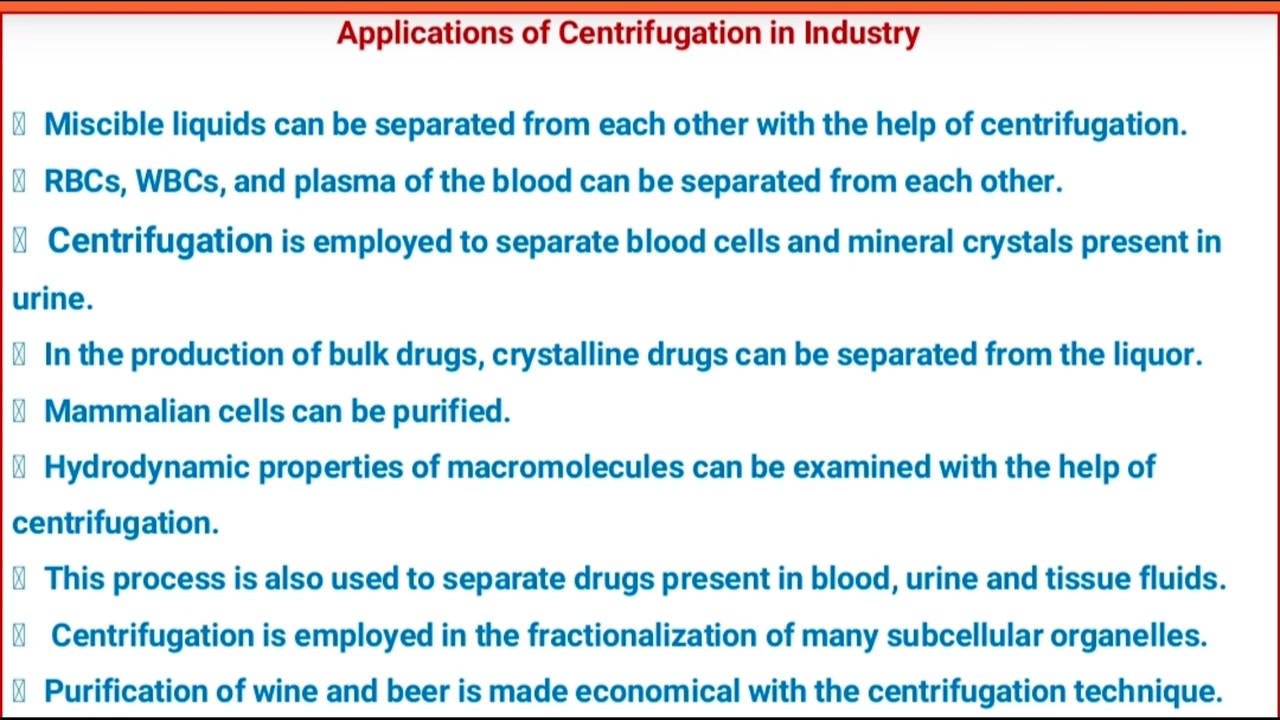 Applications of Centrifugation in Industry
Miscible liquids can be separated from each other with the help of centrifugation.
RBCs, WBCs, and plasma of the blood can be separated from each other.
Centrifugation is employed to separate blood cells and mineral crystals present in
urine.
In the production of bulk drugs, crystalline drugs can be separated from the liquor.
Mammalian cells can be purified.
Hydrodynamic properties of macromolecules can be examined with the help of
centrifugation.
This process is also used to separate drugs present in blood, urine and tissue fluids.
Centrifugation is employed in the fractionalization of many subcellular organelles.
Purification of wine and beer is made economical with the centrifugation technique.